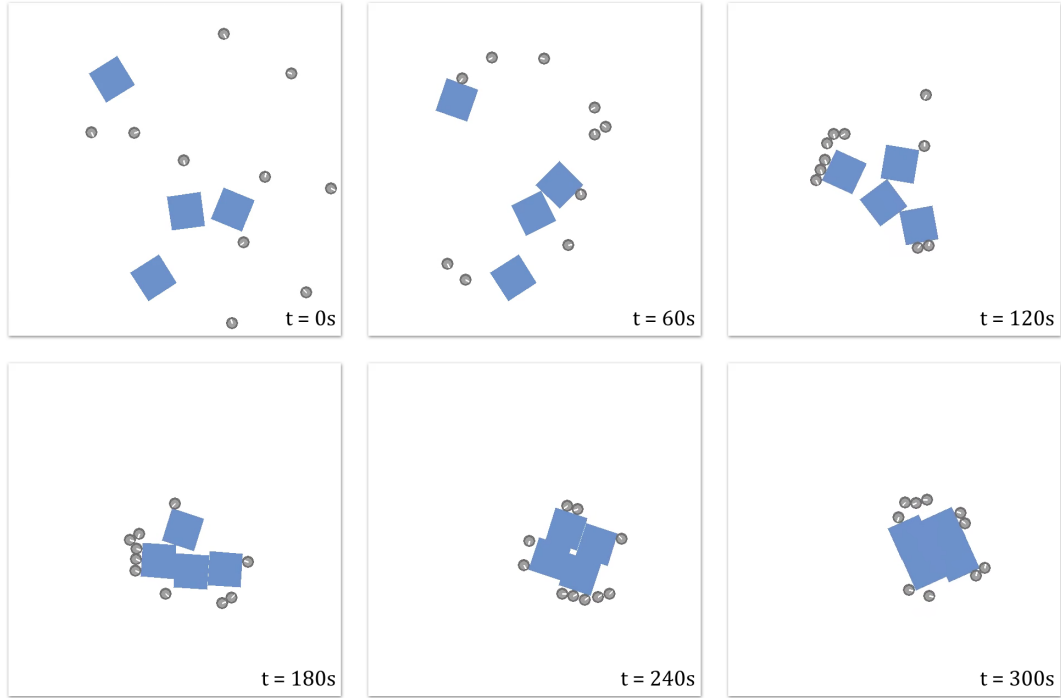 t = 0s
t = 60s
t = 120s
t = 180s
t = 240s
t = 300s